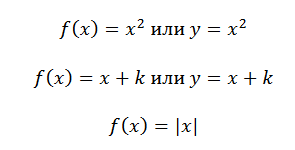 f(x) = x² или y = x²
f(x) = x + k или y = x + k
f(x) = |x|